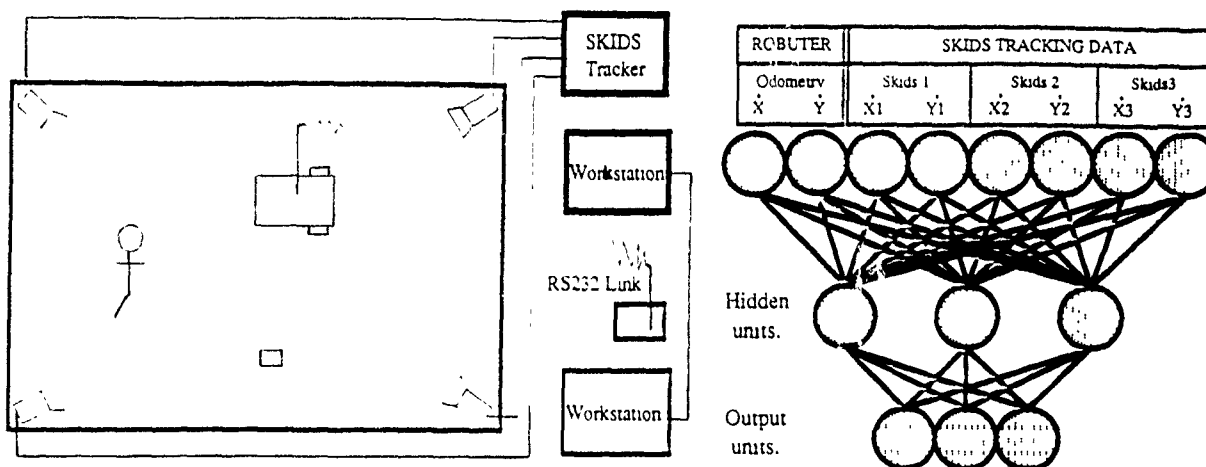 SKIDS
Tracker
Workstation
RS232 Link
Workstation
ROBUTER SKIDS TRACKING DATA
Odometry Skids 1 Skids 2 Skids3
Ẋ Ẏ Ẋ1 Ẏ1 Ẋ2 Ẏ2 Ẋ3 Ẏ3
Hidden
units.
Output
units.